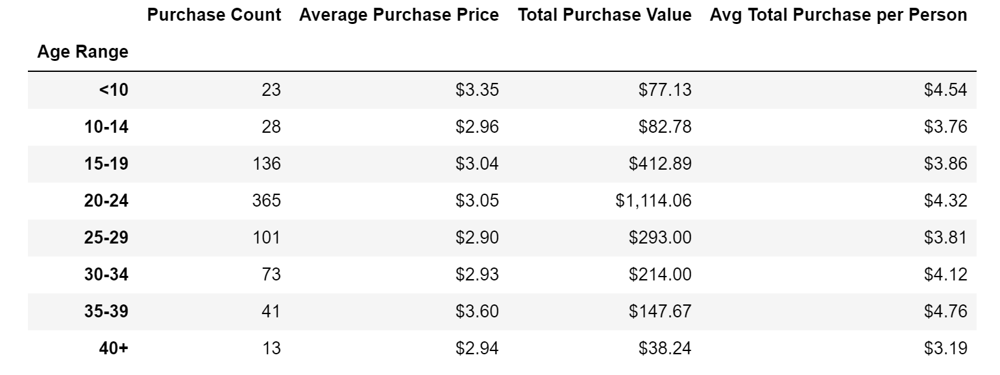 Purchase Count Average Purchase Price Total Purchase Value Avg Total Purchase per Person
Age Range
<10 23 $3.35 $77.13 $4.54
10-14 28 $2.96 $82.78 $3.76
15-19 136 $3.04 $412.89 $3.86
20-24 365 $3.05 $1,114.06 $4.32
25-29 101 $2.90 $293.00 $3.81
30-34 73 $2.93 $214.00 $4.12
35-39 41 $3.60 $147.67 $4.76
40+ 13 $2.94 $38.24 $3.19